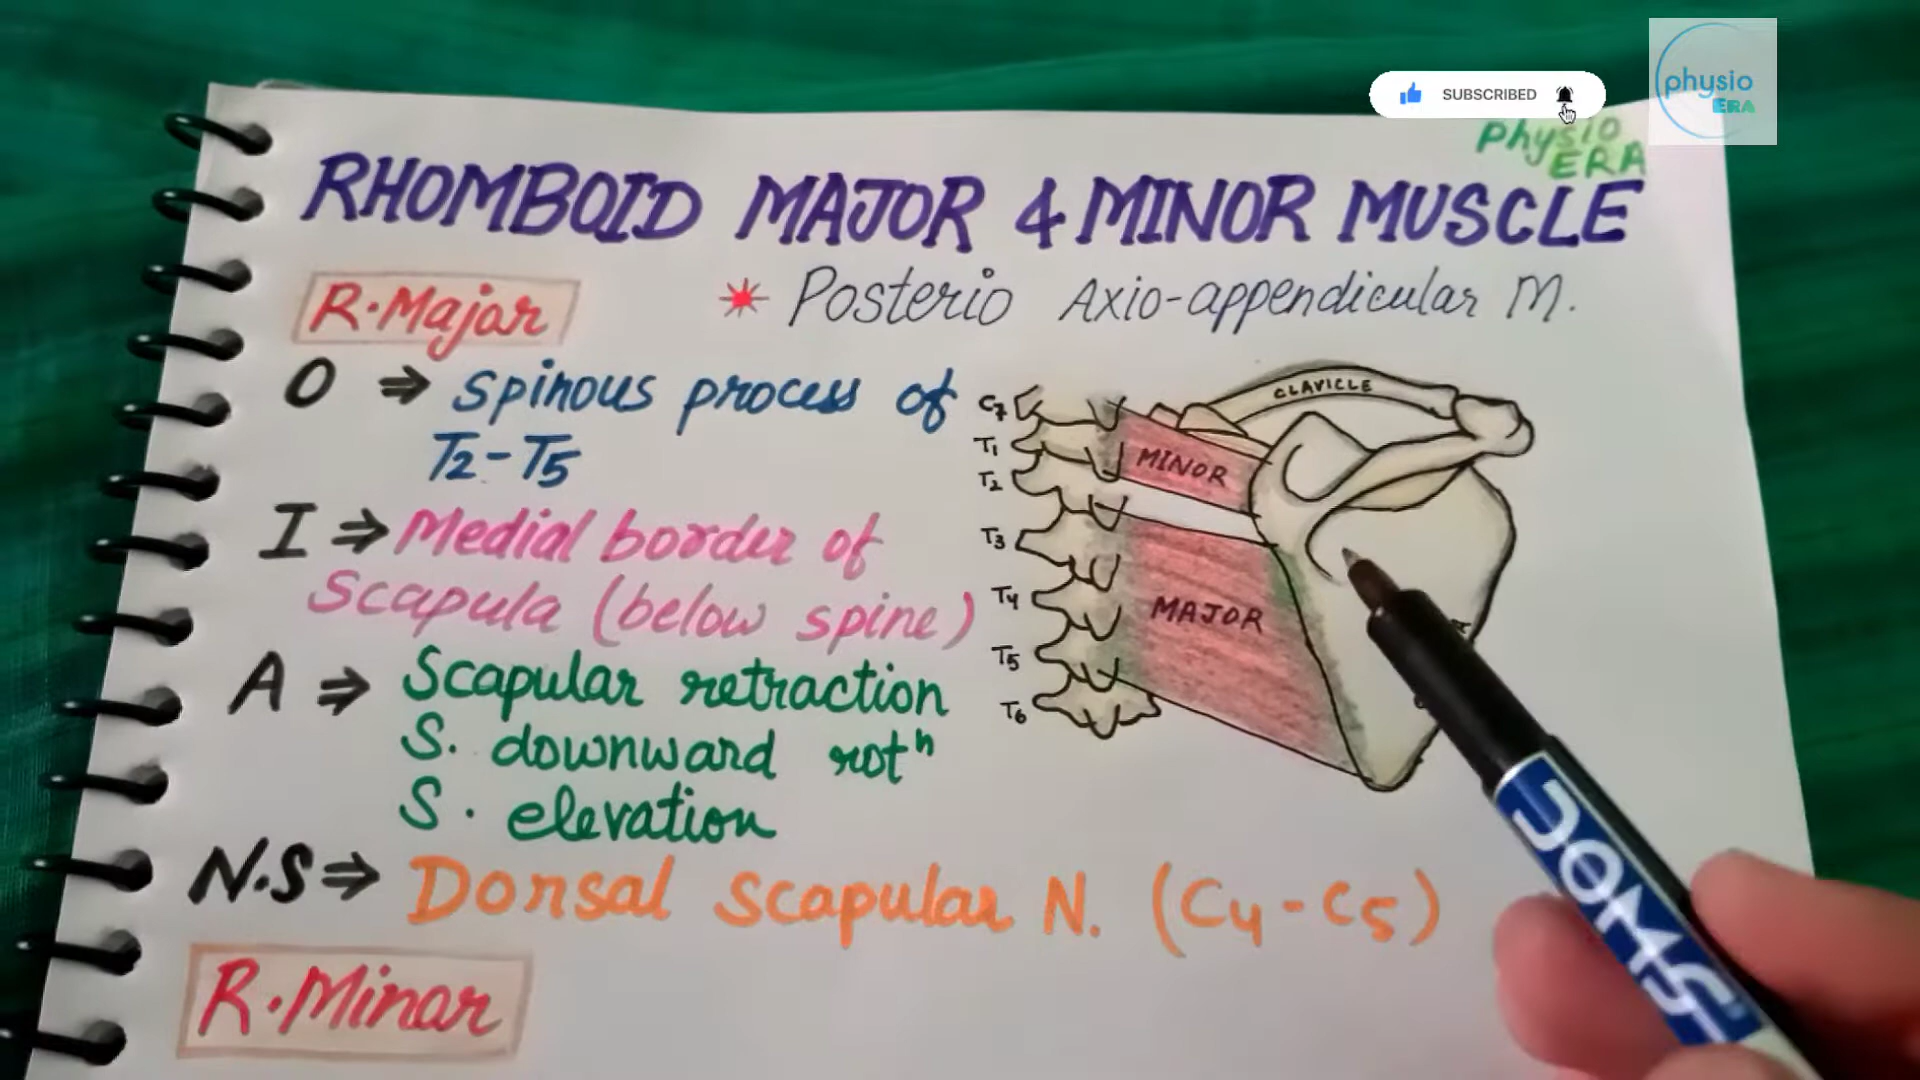 SUBSCRIBED
physio
ERA
Physio
ERA
RHOMBOID MAJOR & MINOR MUSCLE
R.Major
Posterio Axio-appendicular M.
O ⇒ Spinous process of
T2-T5
I ⇒ Medial border of
Scapula (below spine)
A ⇒ Scapular retraction
S. downward rotⁿ
S. elevation
N.S ⇒ Dorsal Scapular N. (C4-C5)
R.Minor
CLAVICLE
C7
T1
T2
T3
T4
T5
T6
MINOR
MAJOR
DOMS